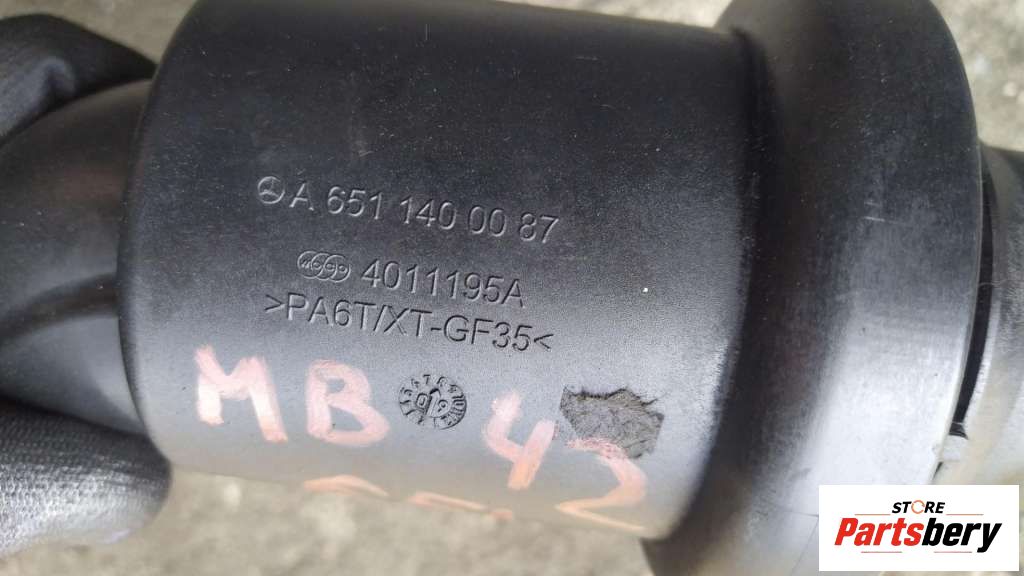 A 651 140 00 87
4011195A
>PA6T/XT-GF35<
MB 42
STORE
Partsbery